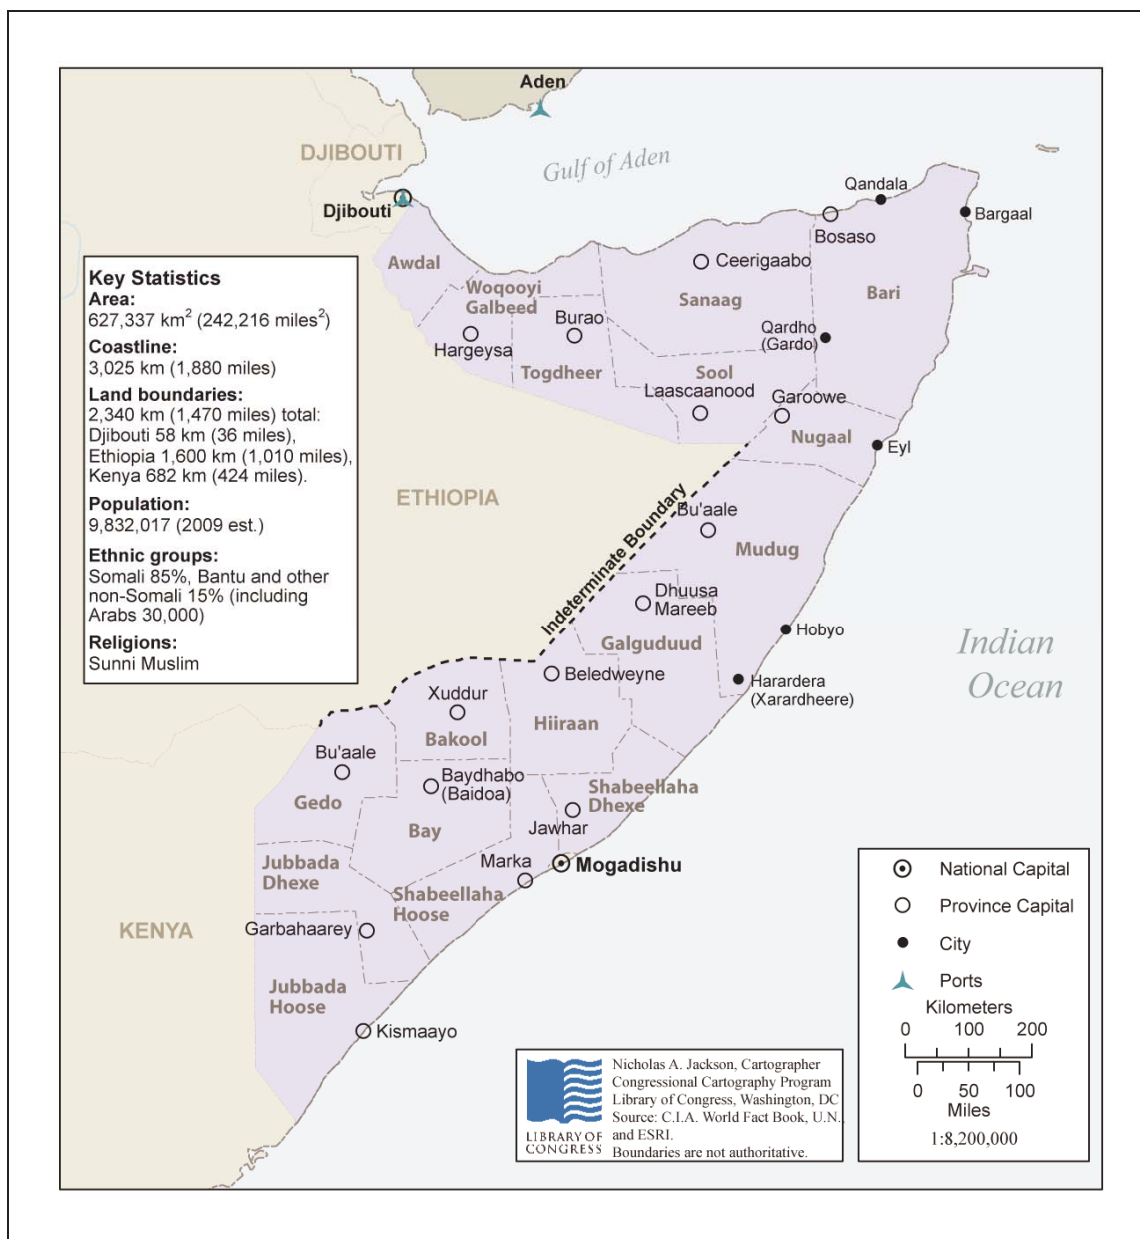 Aden
DJIBOUTI
Gulf of Aden
Djibouti
Qandala
Bargaal
Bosaso
Ceerigaabo
Awdal
Woqooyi
Galbeed
Sanaag
Bari
Burao
Hargeysa
Qardho
(Gardo)
Togdheer
Sool
Laascaanood
Garoowe
Nugaal
Eyl
Key Statistics
Area:
627,337 km² (242,216 miles²)
Coastline:
3,025 km (1,880 miles)
Land boundaries:
2,340 km (1,470 miles) total:
Djibouti 58 km (36 miles),
Ethiopia 1,600 km (1,010 miles),
Kenya 682 km (424 miles).
Population:
9,832,017 (2009 est.)
Ethnic groups:
Somali 85%, Bantu and other
non-Somali 15% (including
Arabs 30,000)
Religions:
Sunni Muslim
ETHIOPIA
Indeterminate Boundary
Bu'aale
Mudug
Dhuusa
Mareeb
Galguduud
Hobyo
Indian
Ocean
Beledweyne
Harardera
(Xarardheere)
Xuddur
Hiiraan
Bakool
Bu'aale
Baydhabo
(Baidoa)
Gedo
Shabeellaha
Dhexe
Bay
Jawhar
Marka
Mogadishu
Jubbada
Dhexe
Shabeellaha
Hoose
KENYA
Garbahaarey
Jubbada
Hoose
Kismaayo
National Capital
Province Capital
City
Ports
Kilometers
0 100 200
0 50 100
Miles
1:8,200,000
LIBRARY OF
CONGRESS
Nicholas A. Jackson, Cartographer
Congressional Cartography Program
Library of Congress, Washington, DC
Source: C.I.A. World Fact Book, U.N.,
and ESRI.
Boundaries are not authoritative.